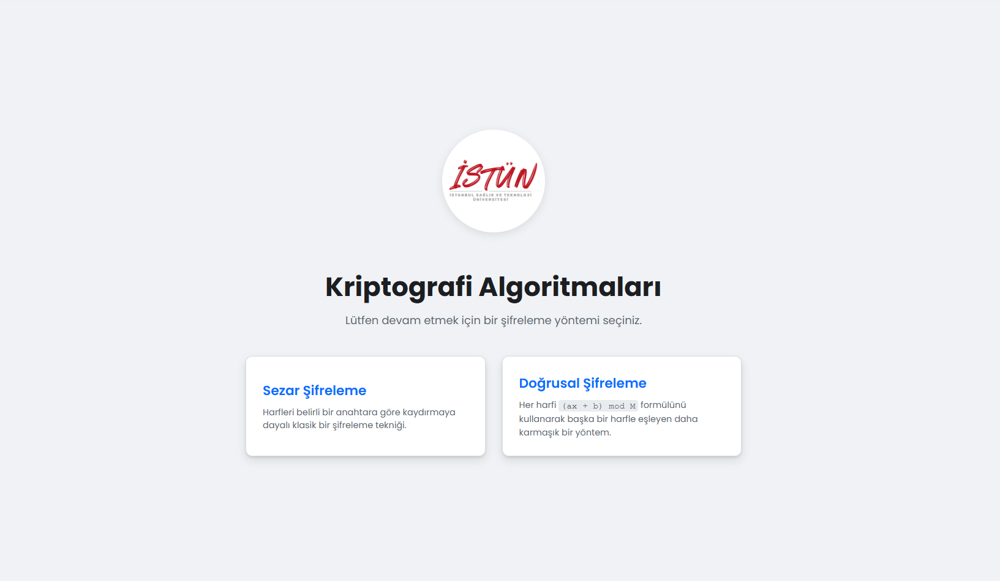 İSTÜN
İSTANBUL SAĞLIK VE TEKNOLOJİ
ÜNİVERSİTESİ
Kriptografi Algoritmaları
Lütfen devam etmek için bir şifreleme yöntemi seçiniz.
Sezar Şifreleme
Harfleri belirli bir anahtara göre kaydırmaya
dayalı klasik bir şifreleme tekniği.
Doğrusal Şifreleme
Her harfi (ax + b) mod M formülünü
kullanarak başka bir harfle eşleyen daha
karmaşık bir yöntem.